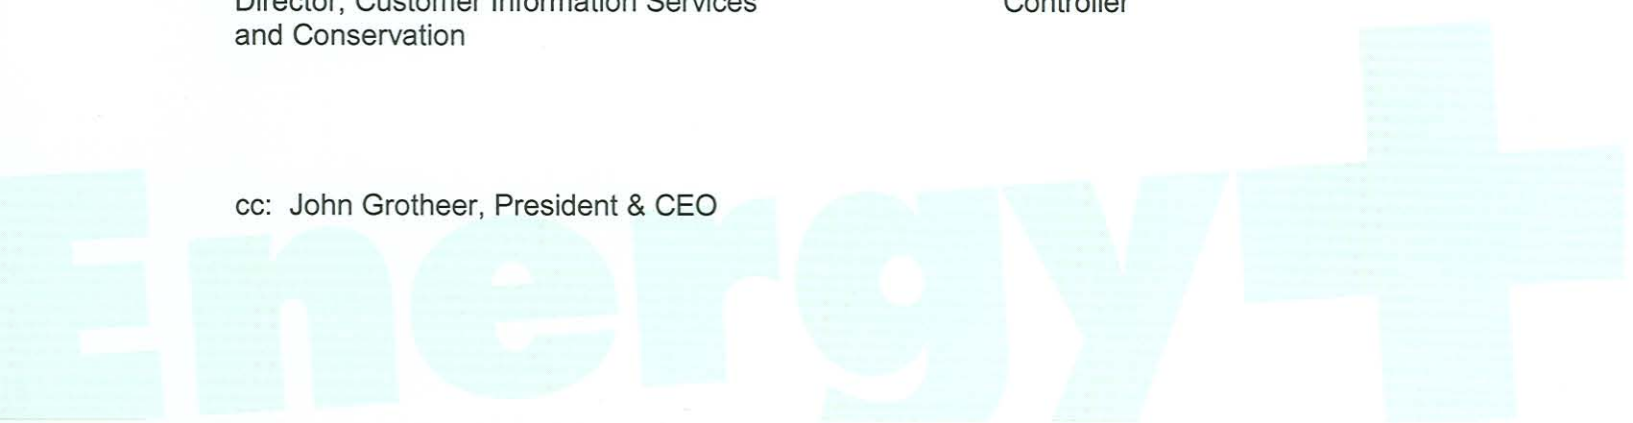 Director, Customer Information Services
Controller
and Conservation
cc: John Grotheer, President & CEO
Energy+